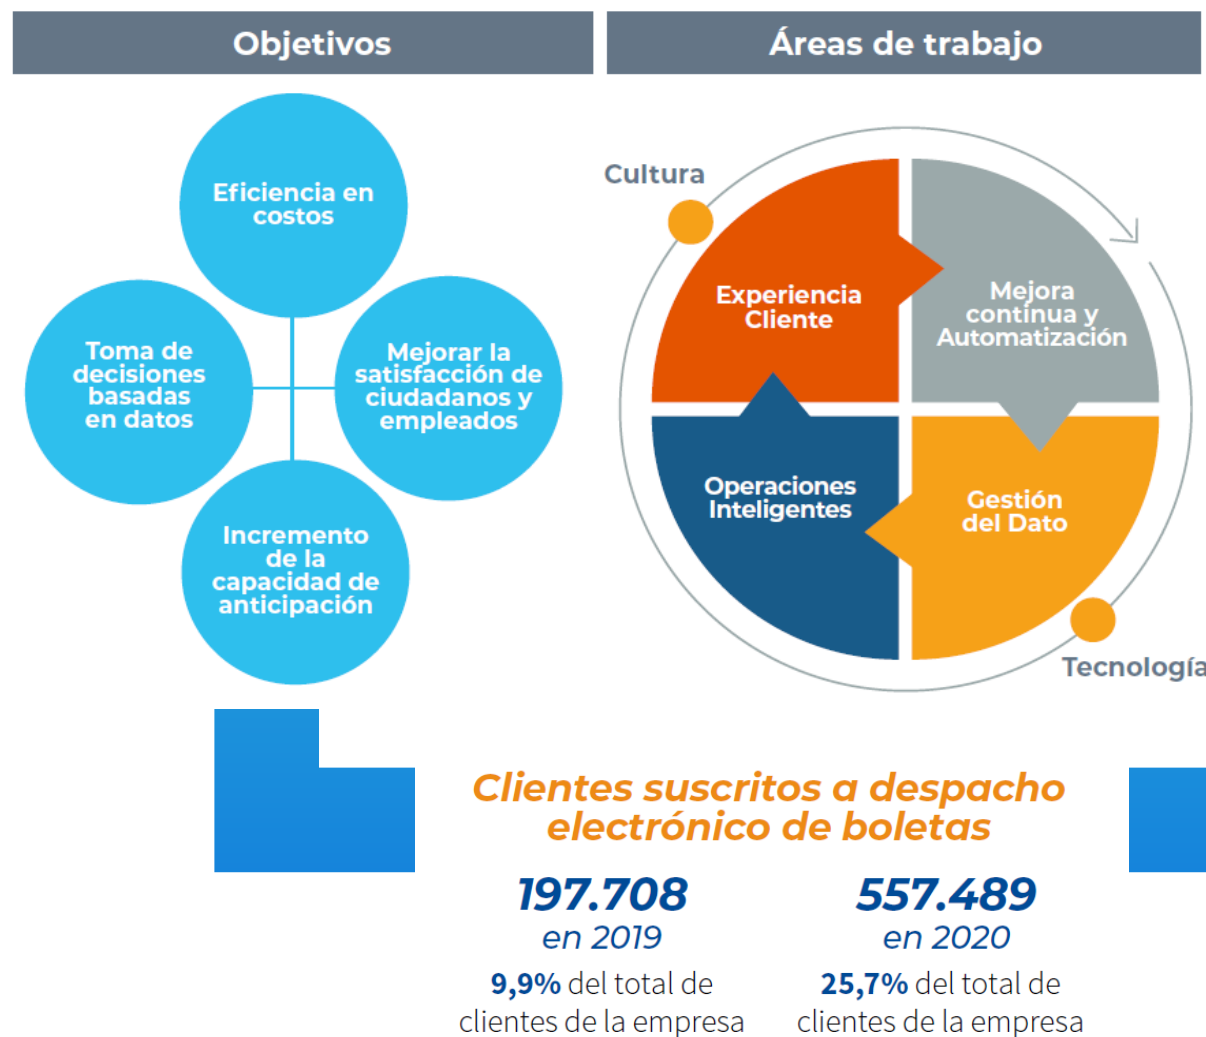 Objetivos
Áreas de trabajo
Eficiencia en
costos
Toma de
decisiones
basadas
en datos
Mejorar la
satisfacción de
ciudadanos y
empleados
Incremento
de la
capacidad de
anticipación
Cultura
Experiencia
Cliente
Mejora
contínua y
Automatización
Operaciones
Inteligentes
Gestión
del Dato
Tecnología
Clientes suscritos a despacho
electrónico de boletas
197.708
en 2019
9,9% del total de
clientes de la empresa
557.489
en 2020
25,7% del total de
clientes de la empresa